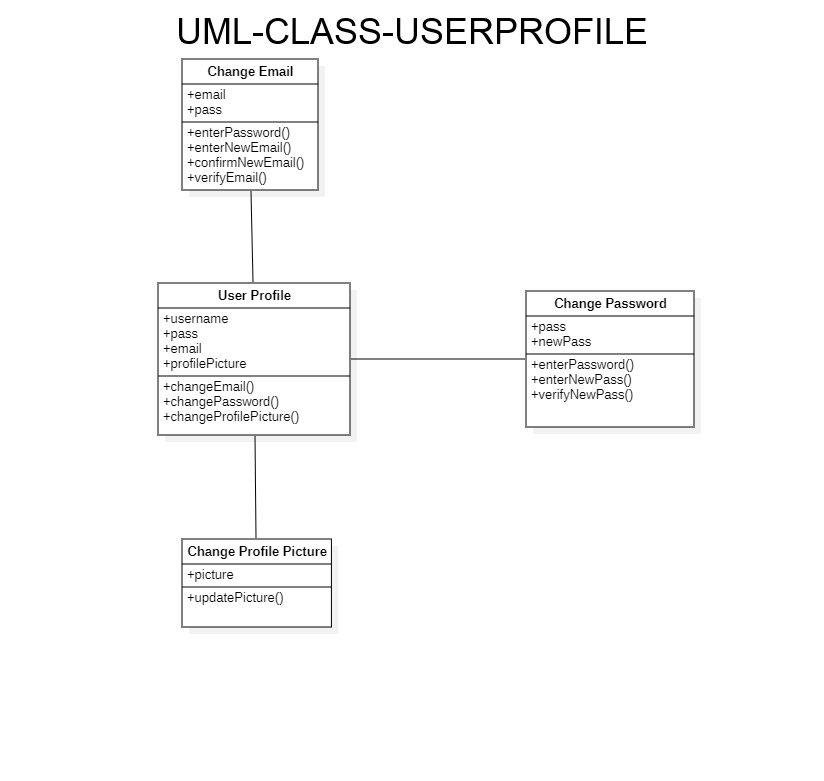 UML-CLASS-USERPROFILE
Change Email
+email
+pass
+enterPassword()
+enterNewEmail()
+confirmNewEmail()
+verifyEmail()
User Profile
+username
+pass
+email
+profilePicture
+changeEmail()
+changePassword()
+changeProfilePicture()
Change Password
+pass
+newPass
+enterPassword()
+enterNewPass()
+verifyNewPass()
Change Profile Picture
+picture
+updatePicture()